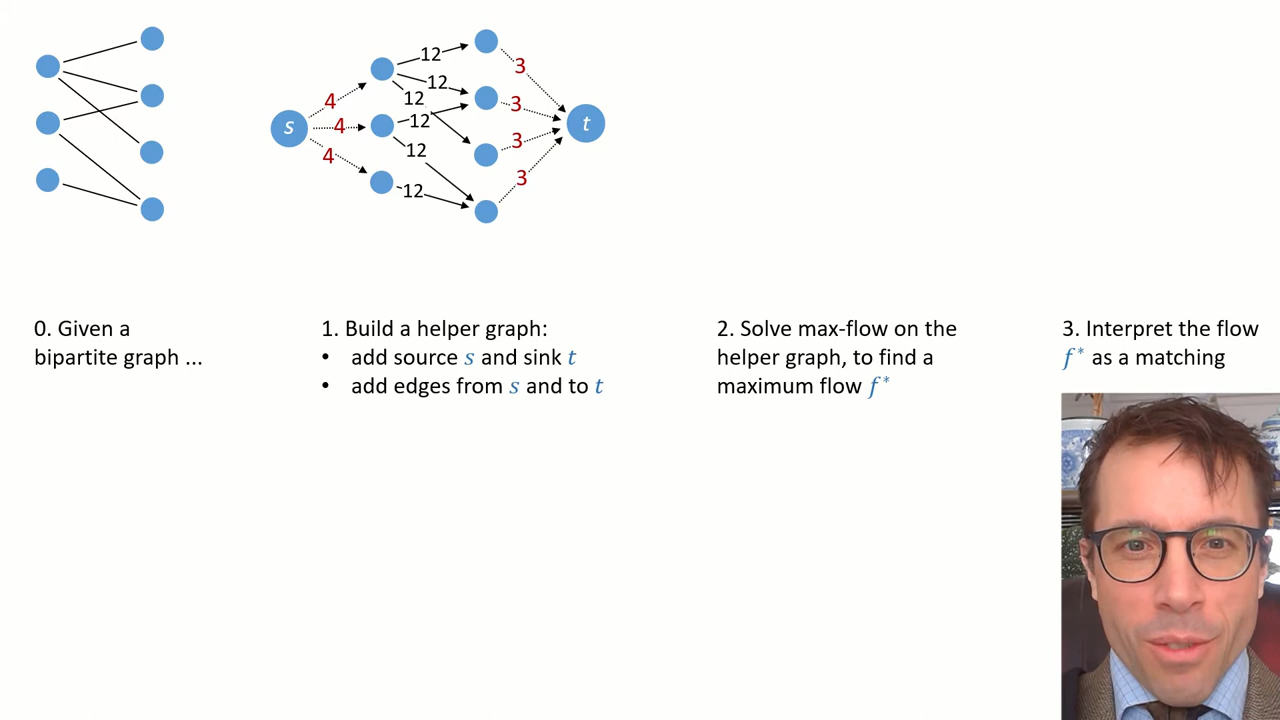 12
3
12
4
12
3
s
4
12
t
4
12
3
12
3
0. Given a
bipartite graph ...
1. Build a helper graph:
• add source s and sink t
• add edges from s and to t
2. Solve max-flow on the
helper graph, to find a
maximum flow f*
3. Interpret the flow
f* as a matching